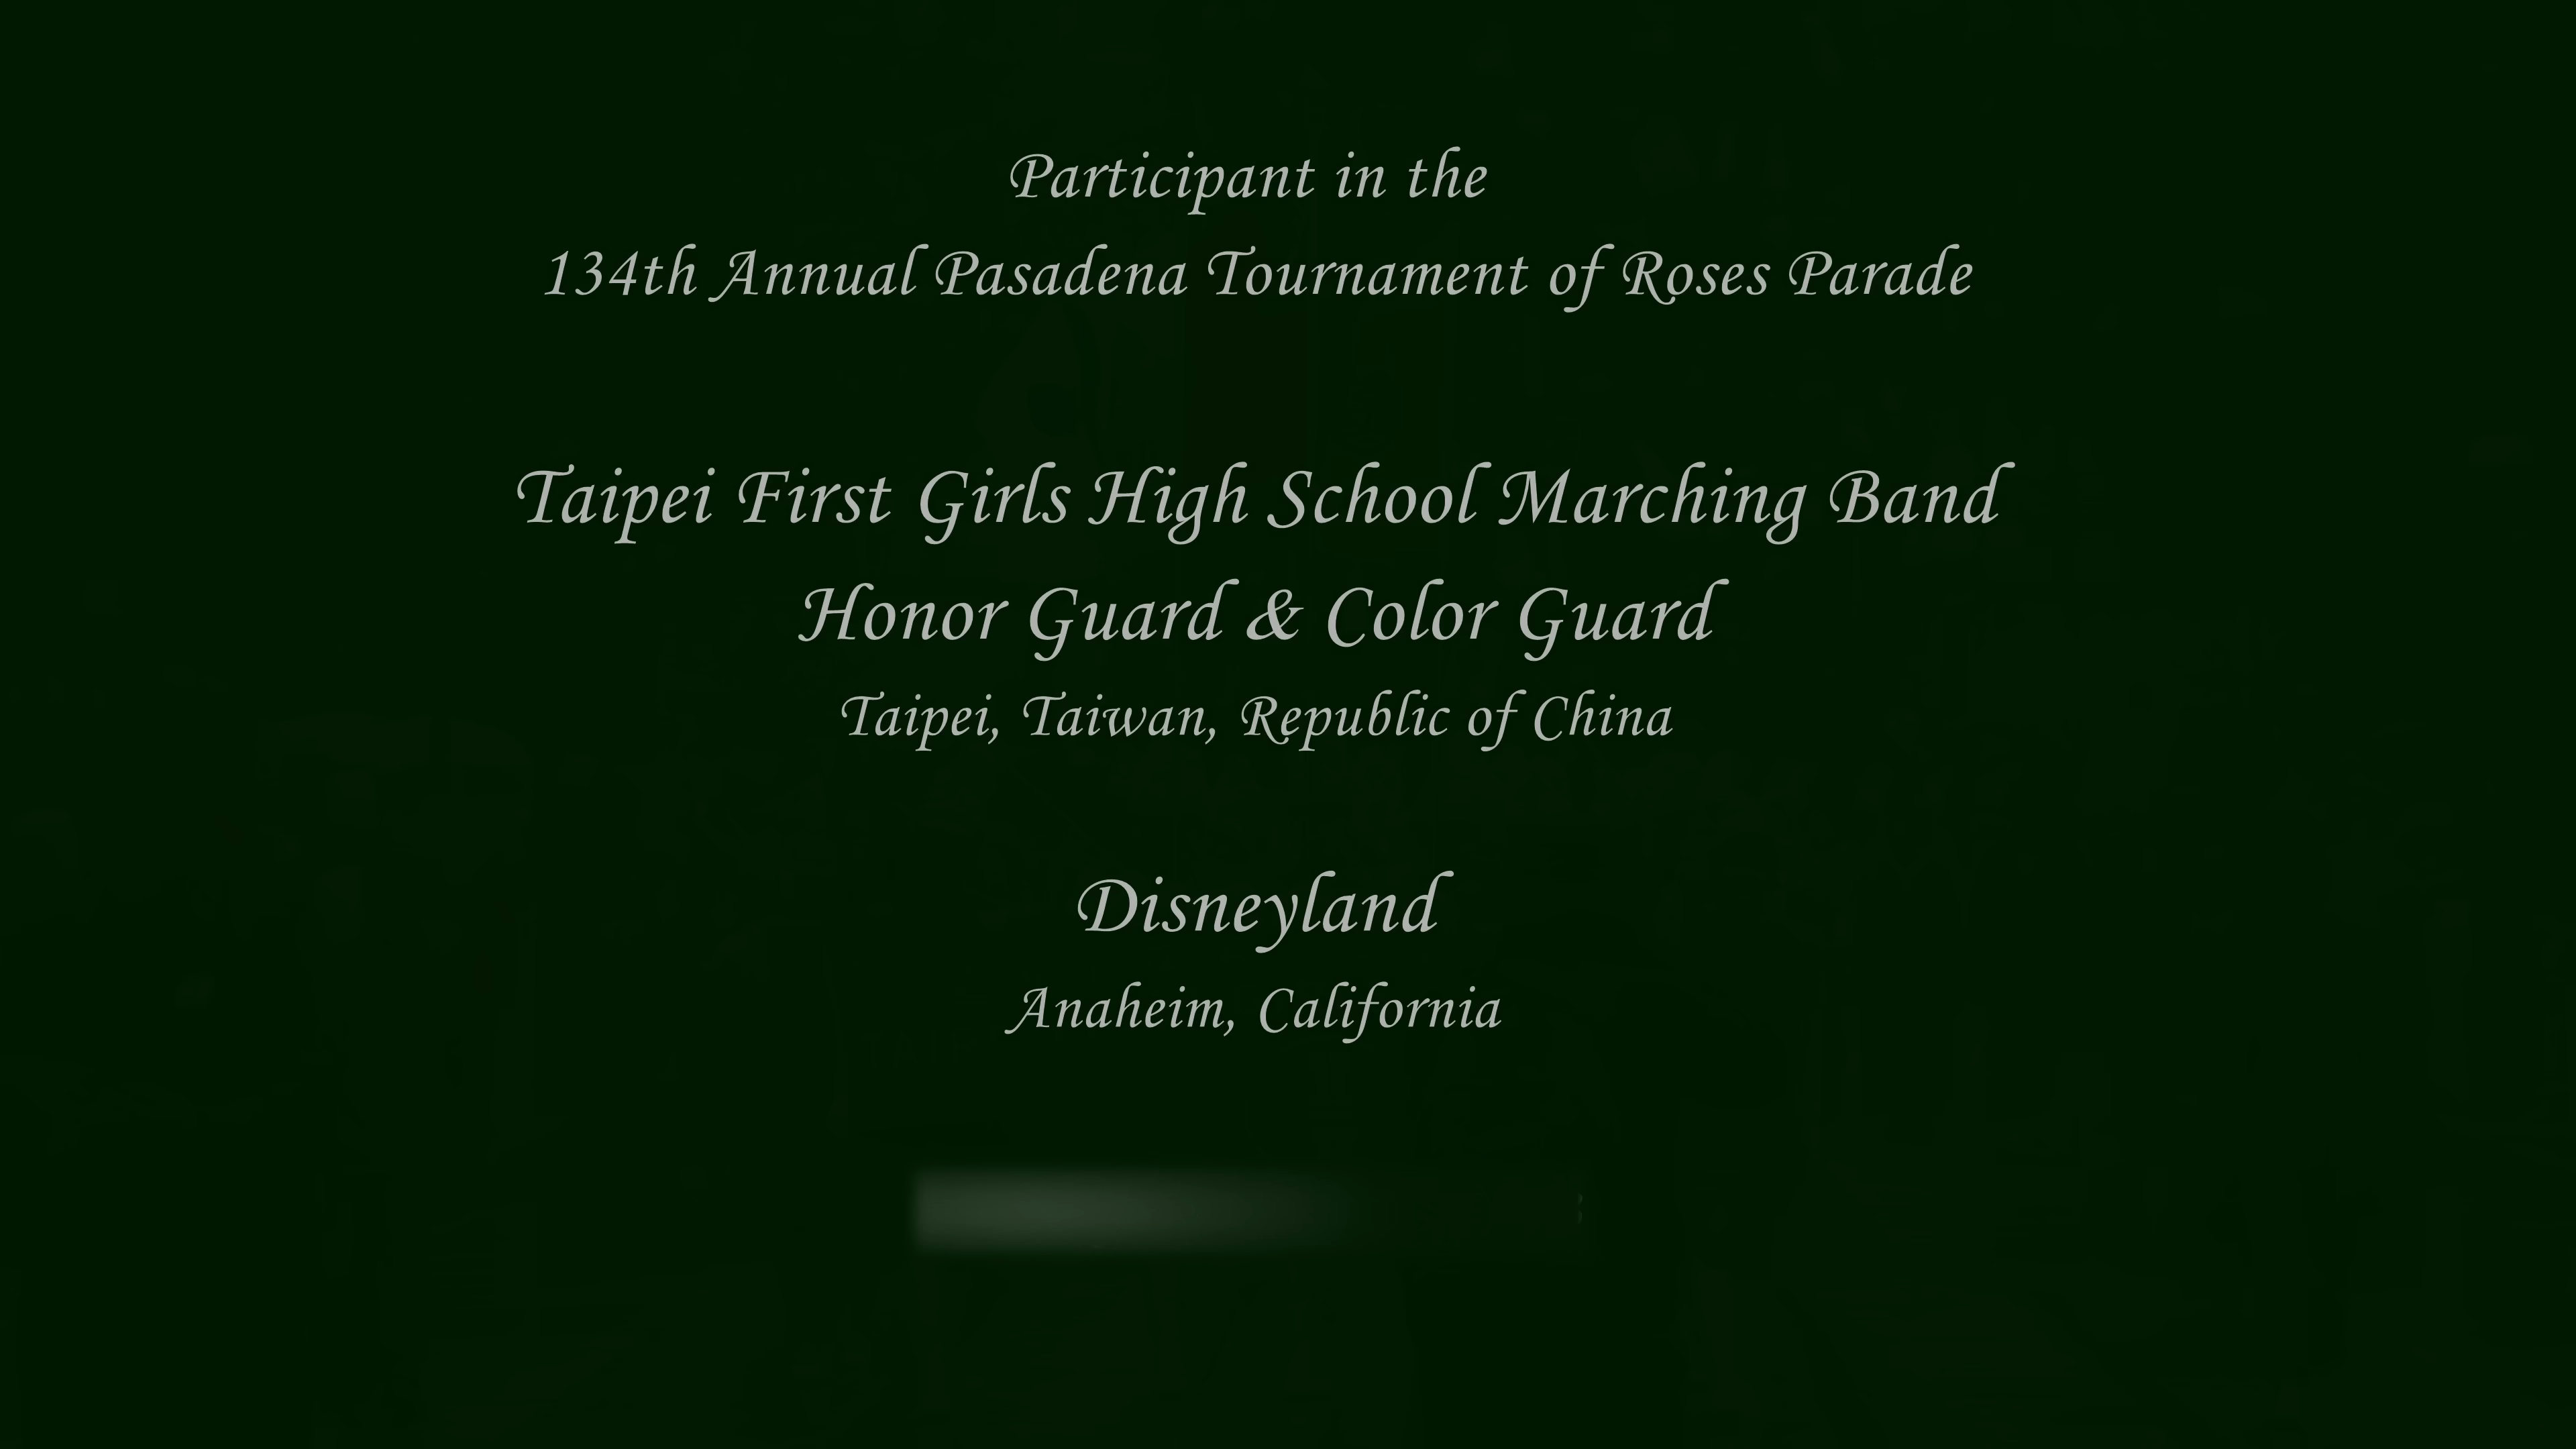 Participant in the
134th Annual Pasadena Tournament of Roses Parade
Taipei First Girls High School Marching Band
Honor Guard & Color Guard
Taipei, Taiwan, Republic of China
Disneyland
Anaheim, California